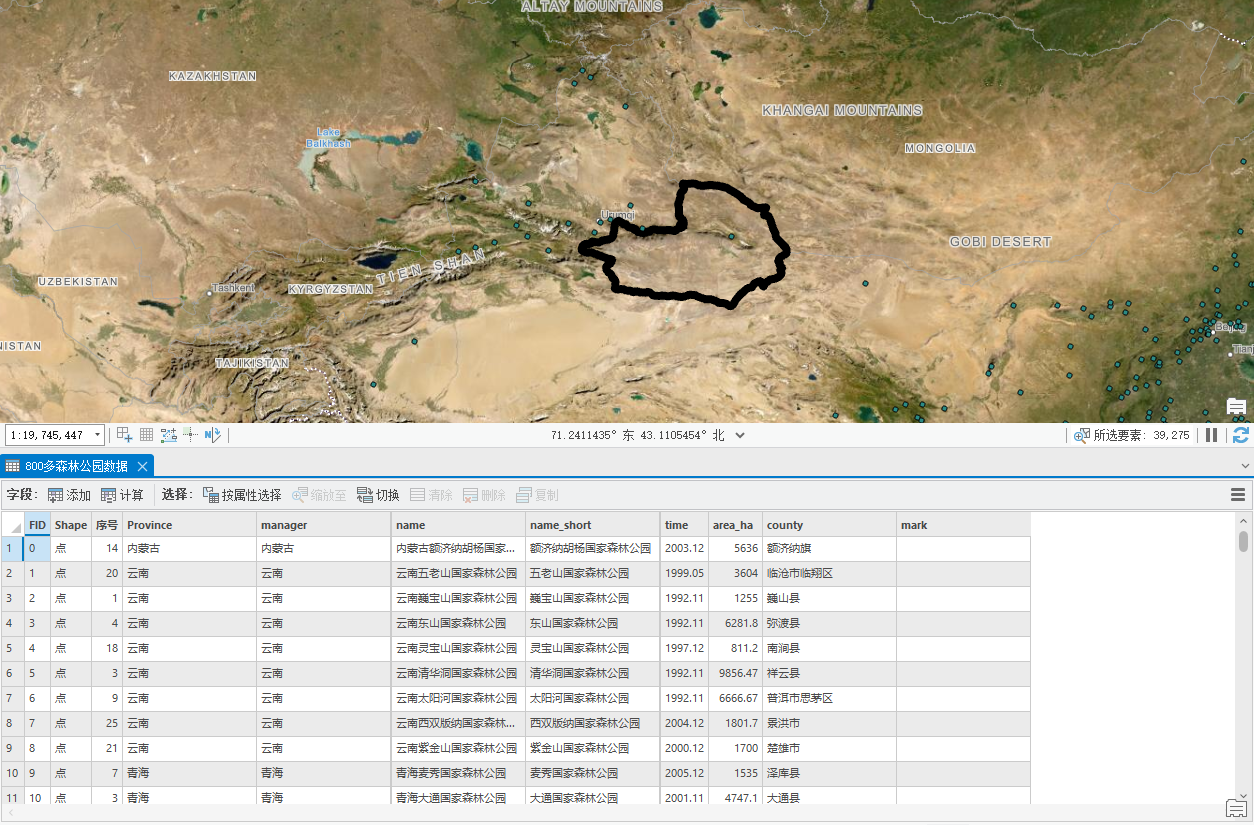 ALTAY MOUNTAINS
KAZAKHSTAN
KHANGAI MOUNTAINS
Lake
Balkhash
MONGOLIA
Urumqi
GOBI DESERT
TIEN SHAN
UZBEKISTAN
Tashkent
KYRGYZSTAN
Beijing
NISTAN
Tianj
TAJIKISTAN
1:19,745,447
71.2411435° 东 43.1105454° 北
所选要素: 39,275
800多森林公园数据
字段: 添加 计算 选择: 按属性选择 缩放至 切换 清除 删除 复制
FID Shape 序号 Province manager name name_short time area_ha county mark
1 0 点 14 内蒙古 内蒙古 内蒙古额济纳胡杨国家... 额济纳胡杨国家森林公园 2003.12 5636 额济纳旗
2 1 点 20 云南 云南 云南五老山国家森林公园 五老山国家森林公园 1999.05 3604 临沧市临翔区
3 2 点 1 云南 云南 云南巍宝山国家森林公园 巍宝山国家森林公园 1992.11 1255 巍山县
4 3 点 4 云南 云南 云南东山国家森林公园 东山国家森林公园 1992.11 6281.8 弥渡县
5 4 点 18 云南 云南 云南灵宝山国家森林公园 灵宝山国家森林公园 1997.12 811.2 南涧县
6 5 点 3 云南 云南 云南清华洞国家森林公园 清华洞国家森林公园 1992.11 9856.47 祥云县
7 6 点 9 云南 云南 云南太阳河国家森林公园 太阳河国家森林公园 1992.11 6666.67 普洱市思茅区
8 7 点 25 云南 云南 云南西双版纳国家森林... 西双版纳国家森林公园 2004.12 1801.7 景洪市
9 8 点 21 云南 云南 云南紫金山国家森林公园 紫金山国家森林公园 2000.12 1700 楚雄市
10 9 点 7 青海 青海 青海麦秀国家森林公园 麦秀国家森林公园 2005.12 1535 泽库县
11 10 点 3 青海 青海 青海大通国家森林公园 大通国家森林公园 2001.11 4747.1 大通县